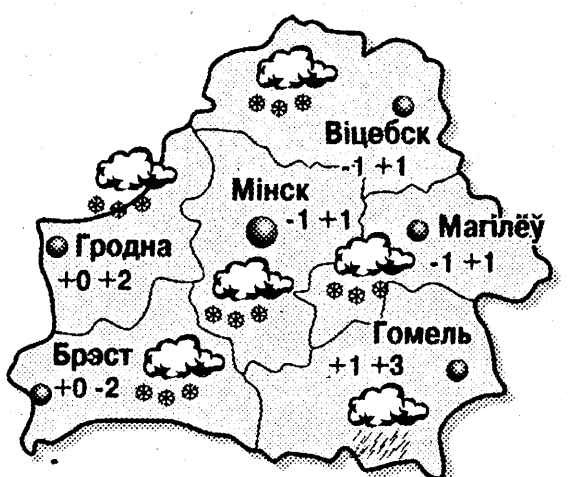 Віцебск
-1 +1
Мінск
-1 +1
Магілёў
-1 +1
Гродна
+0 +2
Гомель
+1 +3
Брэст
+0 -2